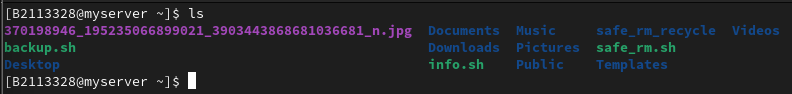 [B2113328@myserver ~]$ ls
370198946_195235066899021_3903443868681036681_n.jpg Documents Music safe_rm_recycle Videos
backup.sh Downloads Pictures safe_rm.sh
Desktop info.sh Public Templates
[B2113328@myserver ~]$